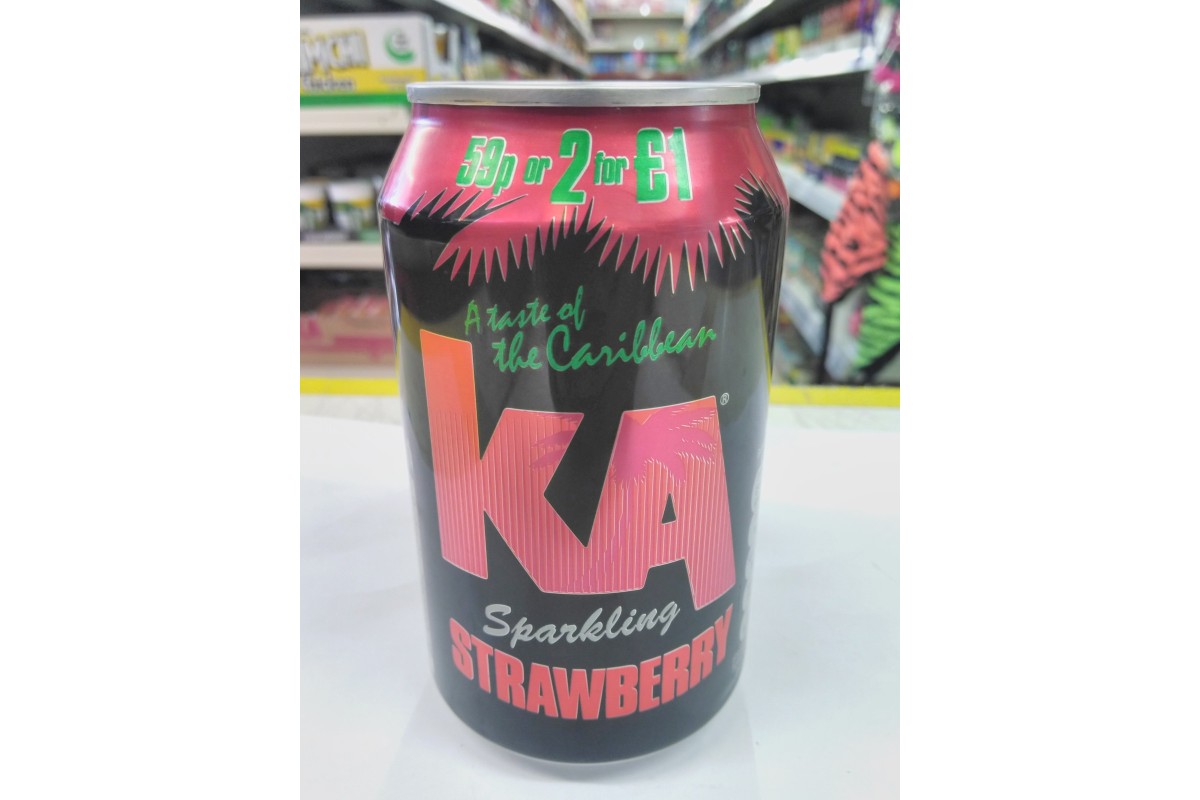 59p or 2 for £1
A taste of
the Caribbean
KA®
Sparkling
STRAWBERRY